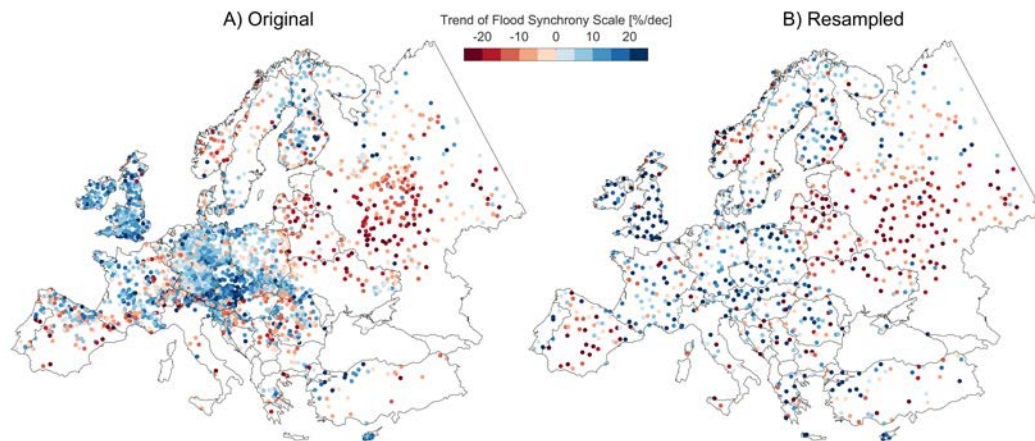 A) Original
Trend of Flood Synchrony Scale [%/dec]
-20 -10 0 10 20
B) Resampled